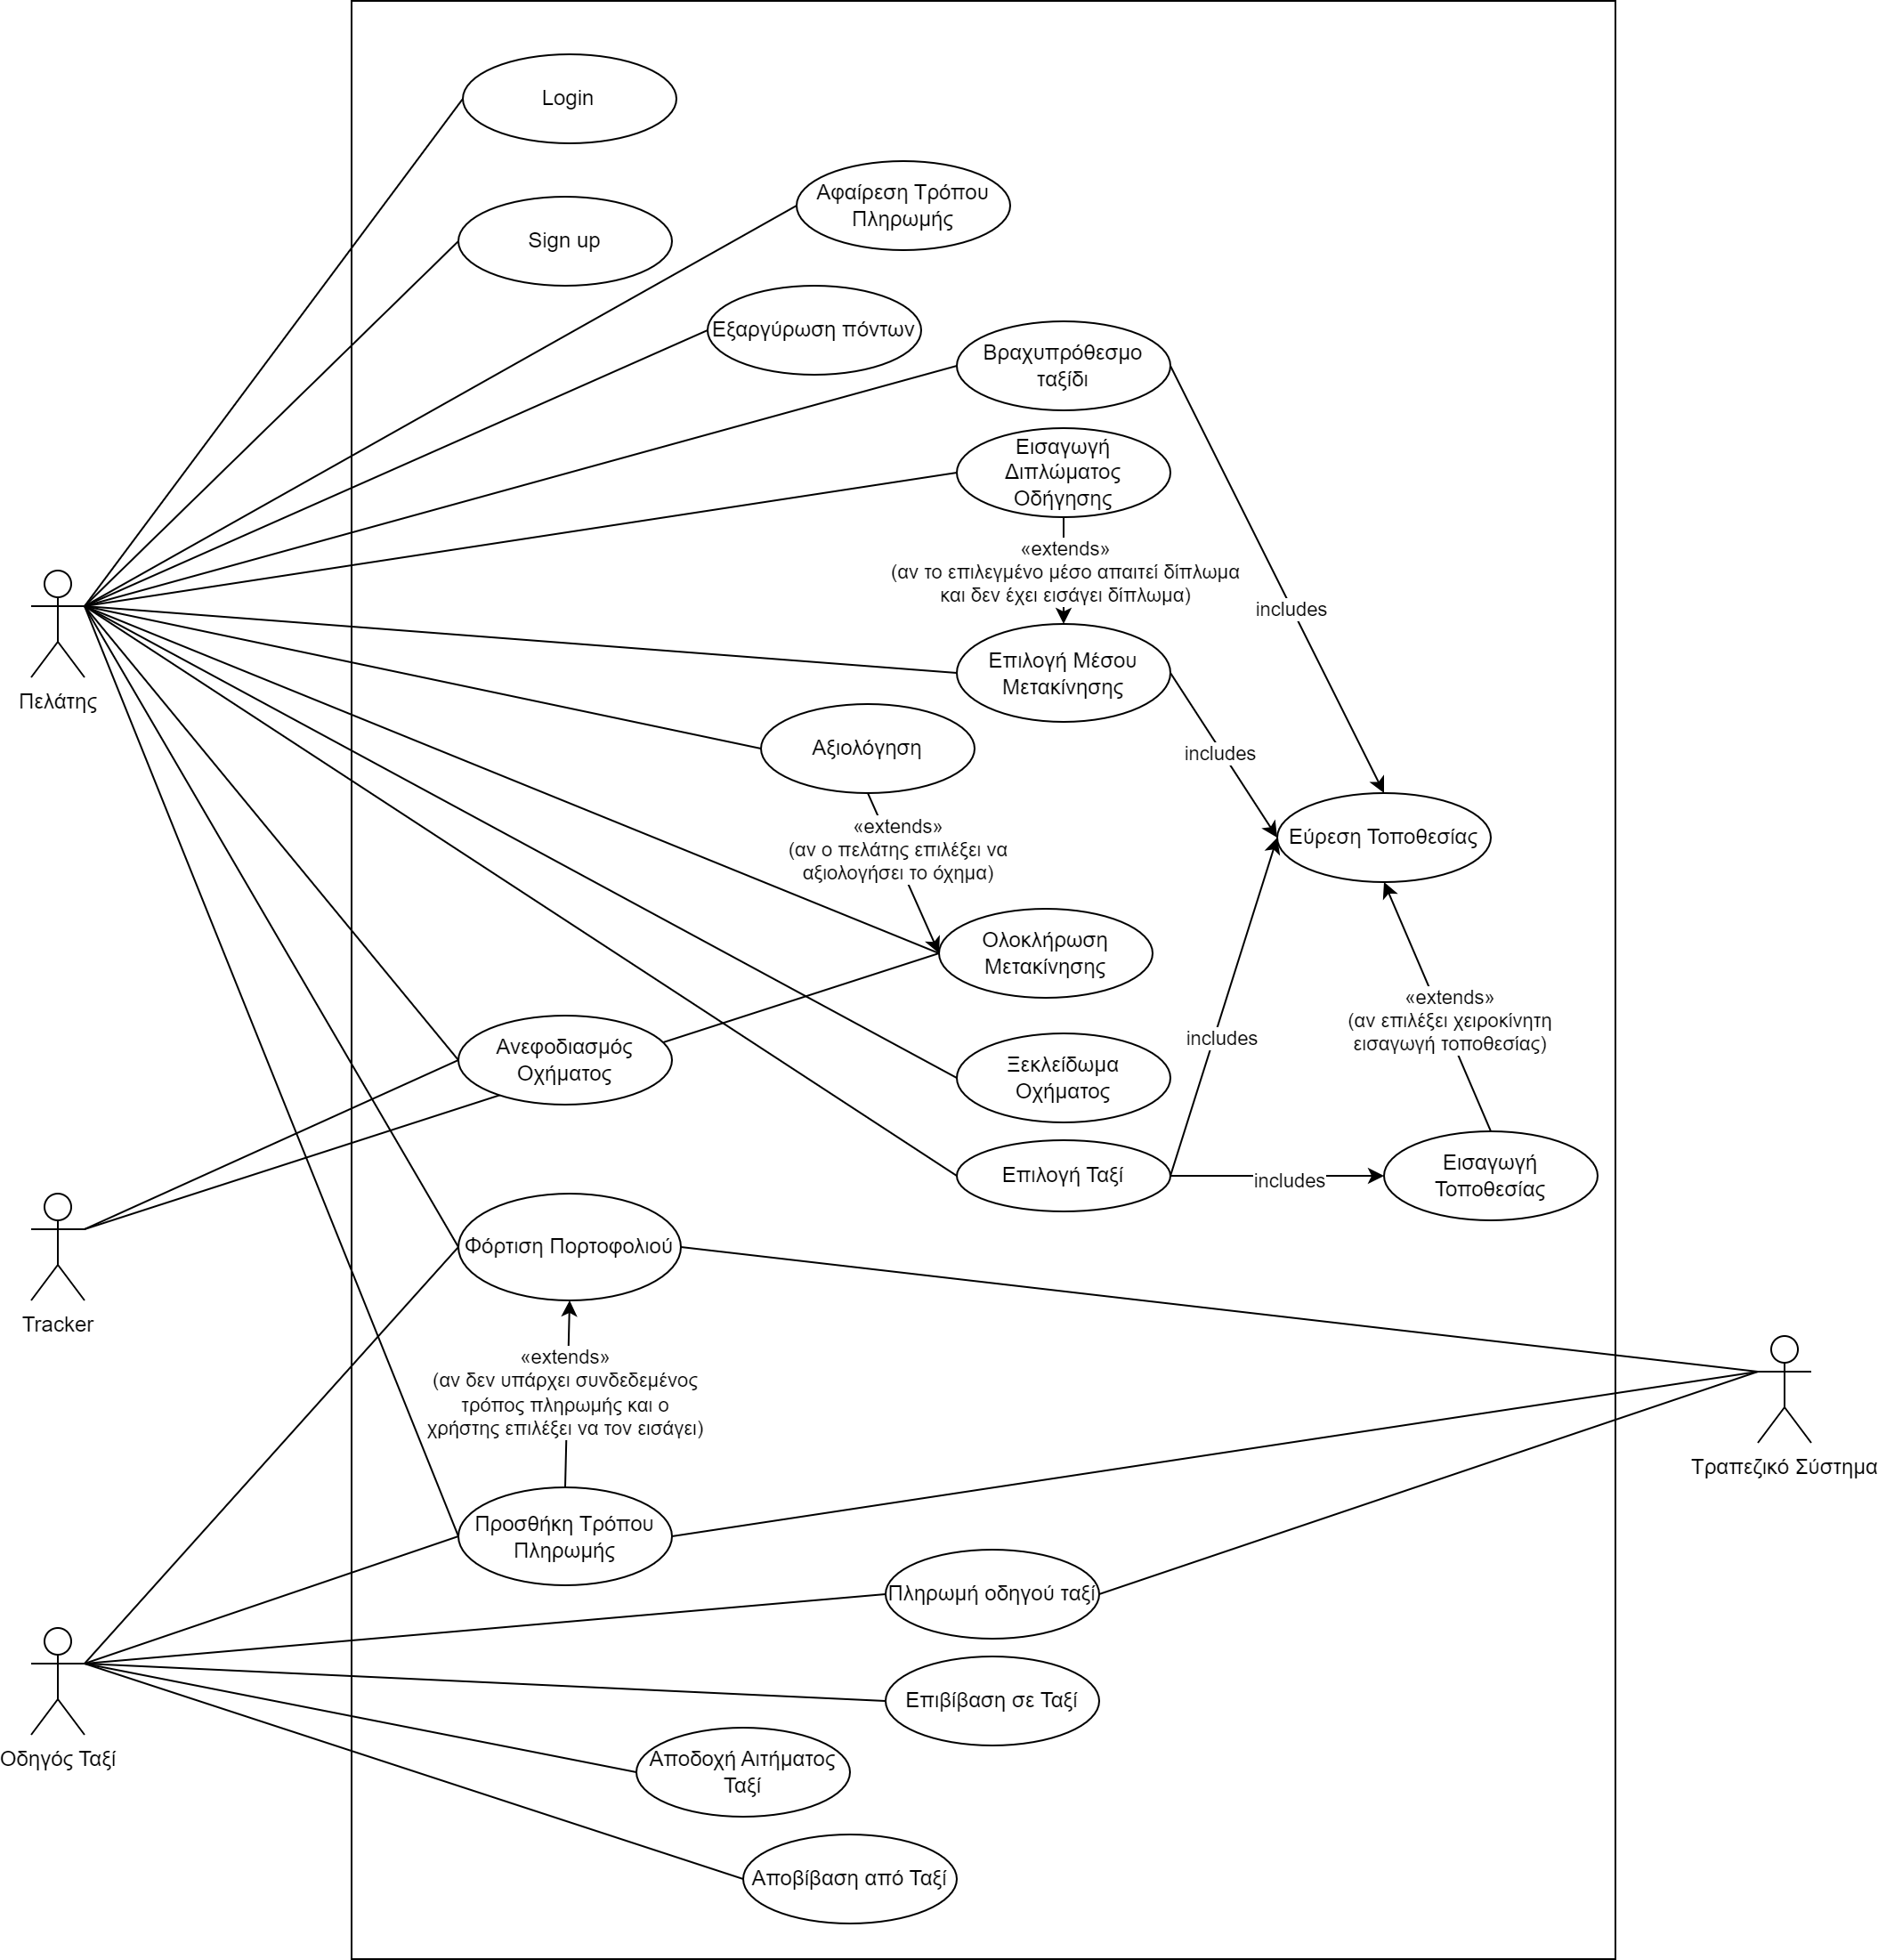 Login
Αφαίρεση Τρόπου
Πληρωμής
Sign up
Εξαργύρωση πόντων
Βραχυπρόθεσμο
ταξίδι
Εισαγωγή
Διπλώματος
Οδήγησης
«extends»
(αν το επιλεγμένο μέσο απαιτεί δίπλωμα
και δεν έχει εισάγει δίπλωμα)
includes
Πελάτης
Επιλογή Μέσου
Μετακίνησης
includes
Αξιολόγηση
«extends»
(αν ο πελάτης επιλέξει να
αξιολογήσει το όχημα)
Εύρεση Τοποθεσίας
Ολοκλήρωση
Μετακίνησης
«extends»
(αν επιλέξει χειροκίνητη
εισαγωγή τοποθεσίας)
includes
Ανεφοδιασμός
Οχήματος
Ξεκλείδωμα
Οχήματος
Επιλογή Ταξί
includes
Εισαγωγή
Τοποθεσίας
Φόρτιση Πορτοφολιού
Tracker
«extends»
(αν δεν υπάρχει συνδεδεμένος
τρόπος πληρωμής και ο
χρήστης επιλέξει να τον εισάγει)
Τραπεζικό Σύστημα
Προσθήκη Τρόπου
Πληρωμής
Πληρωμή οδηγού ταξί
Επιβίβαση σε Ταξί
Οδηγός Ταξί
Αποδοχή Αιτήματος
Ταξί
Αποβίβαση από Ταξί